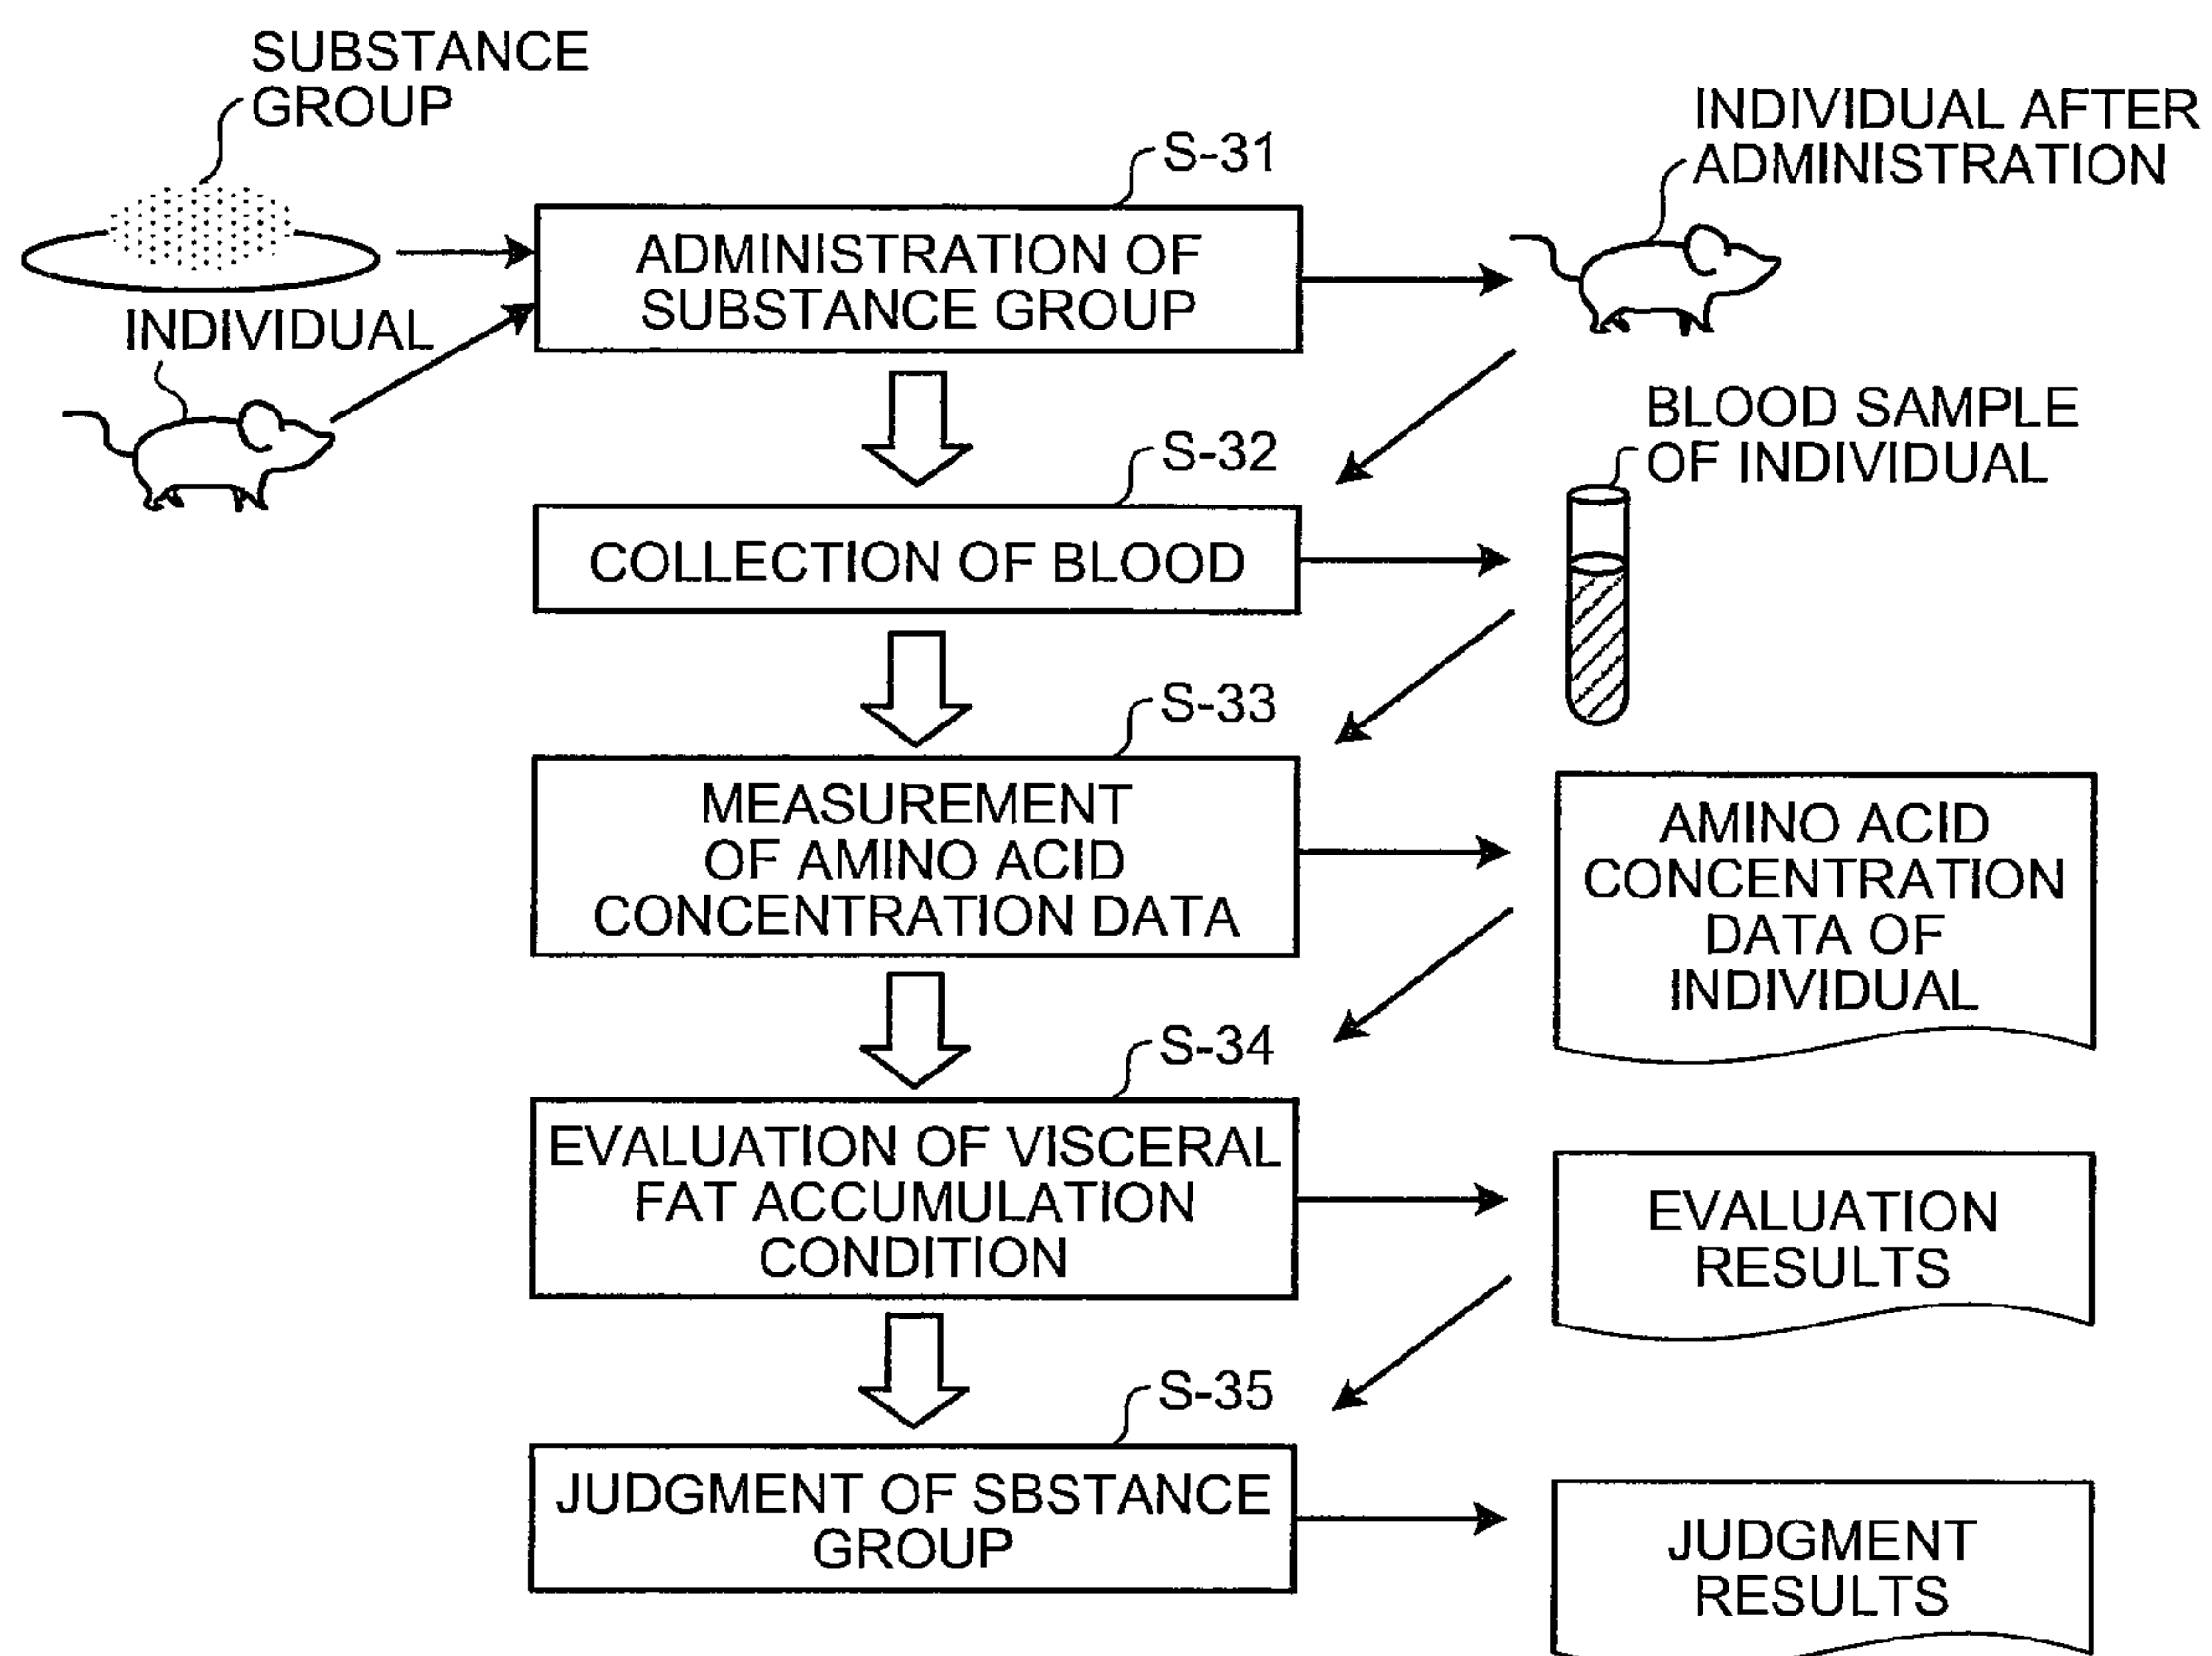 SUBSTANCE
GROUP
INDIVIDUAL
S-31
ADMINISTRATION OF
SUBSTANCE GROUP
INDIVIDUAL AFTER
ADMINISTRATION
S-32
COLLECTION OF BLOOD
BLOOD SAMPLE
OF INDIVIDUAL
S-33
MEASUREMENT
OF AMINO ACID
CONCENTRATION DATA
AMINO ACID
CONCENTRATION
DATA OF
INDIVIDUAL
S-34
EVALUATION OF VISCERAL
FAT ACCUMULATION
CONDITION
EVALUATION
RESULTS
S-35
JUDGMENT OF SBSTANCE
GROUP
JUDGMENT
RESULTS